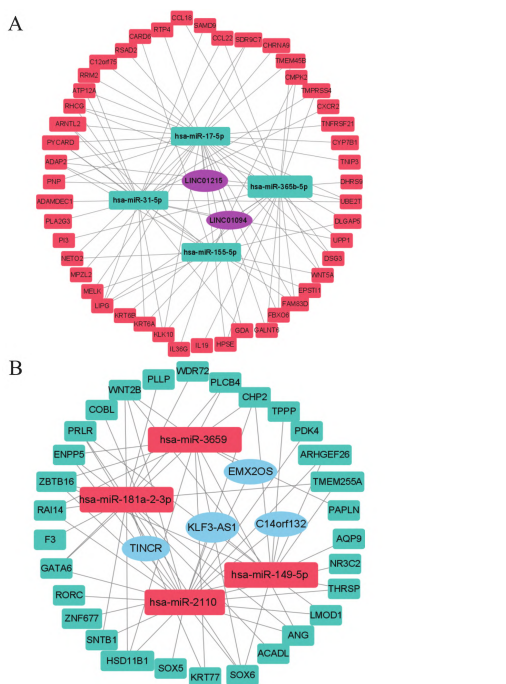 A
CCL18
SAMD9
CCL22
SDR9C7
CHRNA9
TMEM45B
CMPK2
TMPRSS4
CXCR2
TNFRSF21
CYP7B1
TNIP3
DHRS9
UBE2T
DLGAP5
UPP1
DSG3
WNT5A
EPSTI1
FAM83D
FBXO6
GALNT6
GDA
HPSE
IL19
IL36G
KLK10
KRT6A
KRT6B
LIPG
MELK
MPZL2
NETO2
PI3
PLA2G3
ADAMDEC1
PNP
ADAP2
PYCARD
ARNTL2
RHCG
ATP12A
RRM2
C12orf75
RSAD2
CARD6
RTP4
hsa-miR-17-5p
LINC01215
hsa-miR-365b-5p
hsa-miR-31-5p
LINC01094
hsa-miR-155-5p
B
WDR72
PLCB4
CHP2
TPPP
PDK4
ARHGEF26
TMEM255A
PAPLN
AQP9
NR3C2
THRSP
LMOD1
ANG
ACADL
SOX6
KRT77
SOX5
HSD11B1
SNTB1
ZNF677
RORC
GATA6
F3
RAI14
ZBTB16
ENPP5
PRLR
COBL
WNT2B
PLLP
hsa-miR-3659
EMX2OS
hsa-miR-181a-2-3p
KLF3-AS1
C14orf132
TINCR
hsa-miR-149-5p
hsa-miR-2110